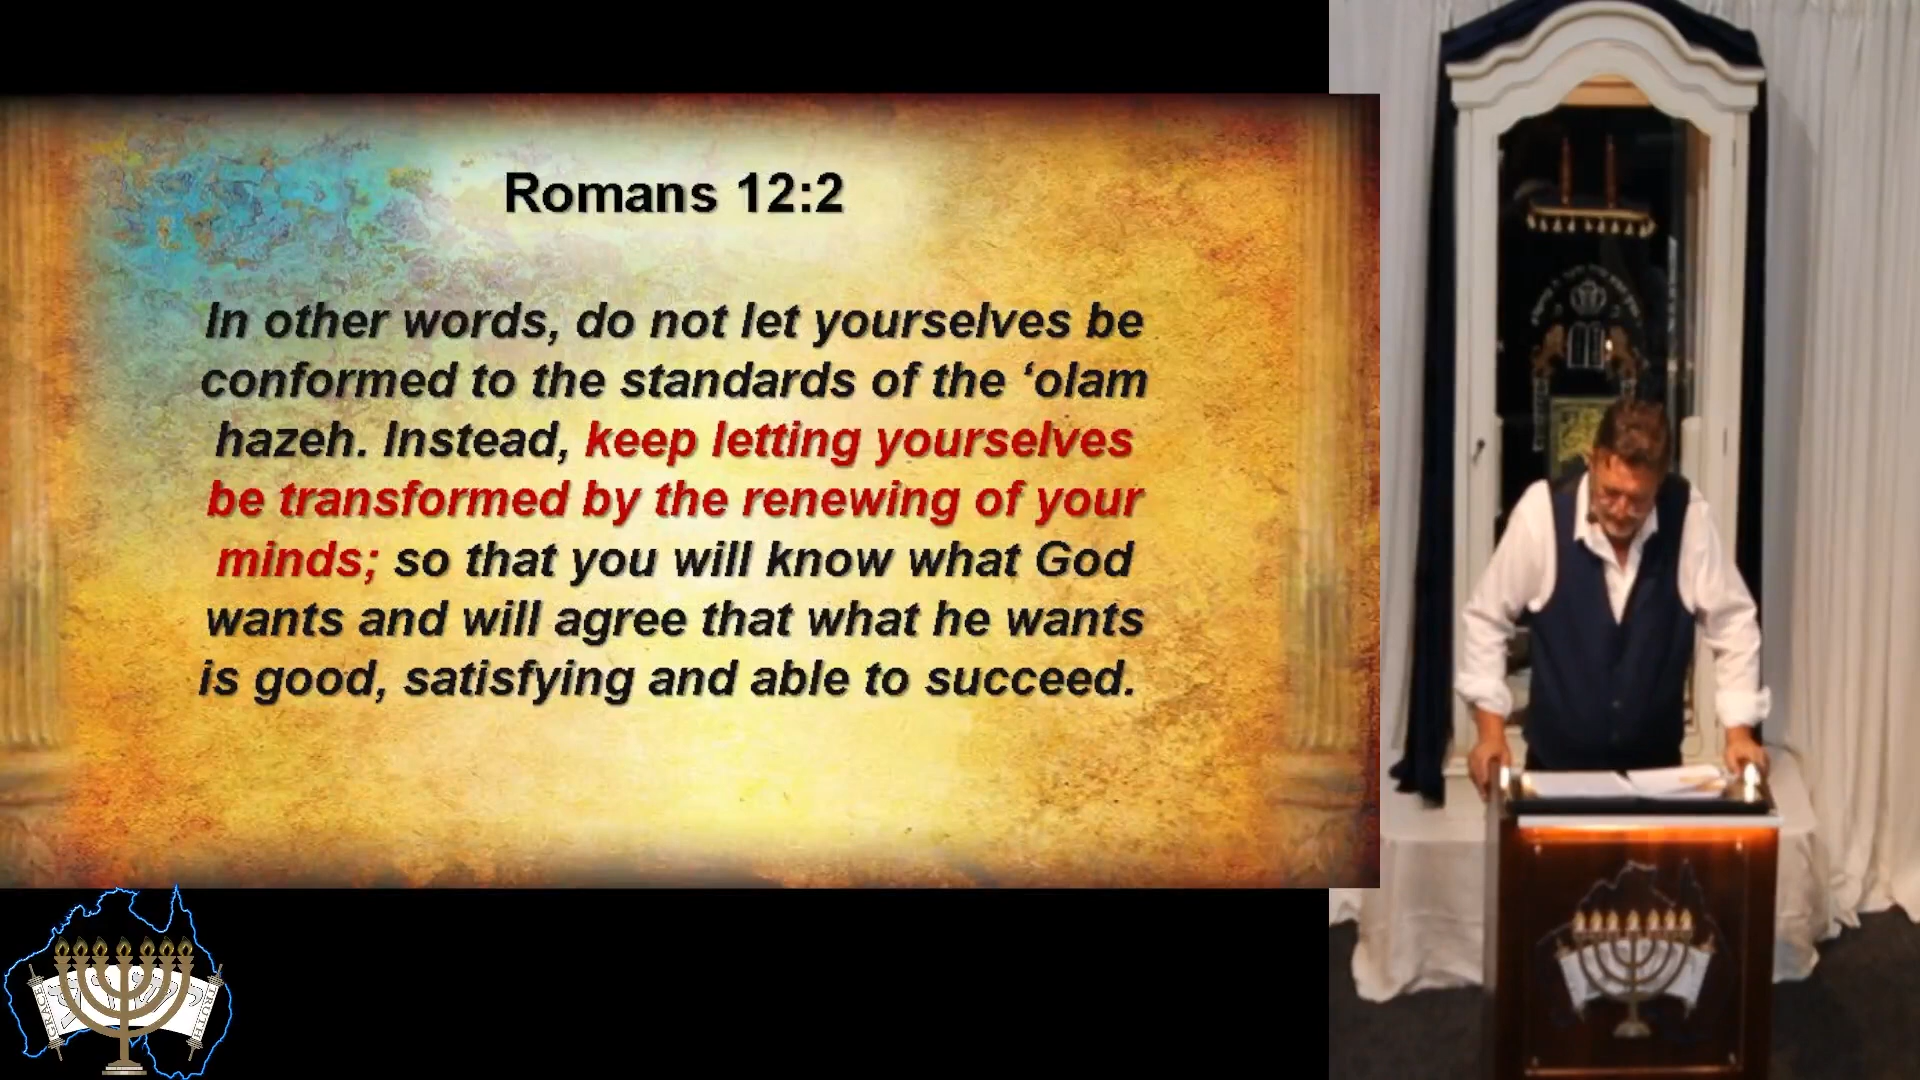 Romans 12:2
In other words, do not let yourselves be
conformed to the standards of the ‘olam
hazeh. Instead, keep letting yourselves
be transformed by the renewing of your
minds; so that you will know what God
wants and will agree that what he wants
is good, satisfying and able to succeed.
GRACE
TRUTH